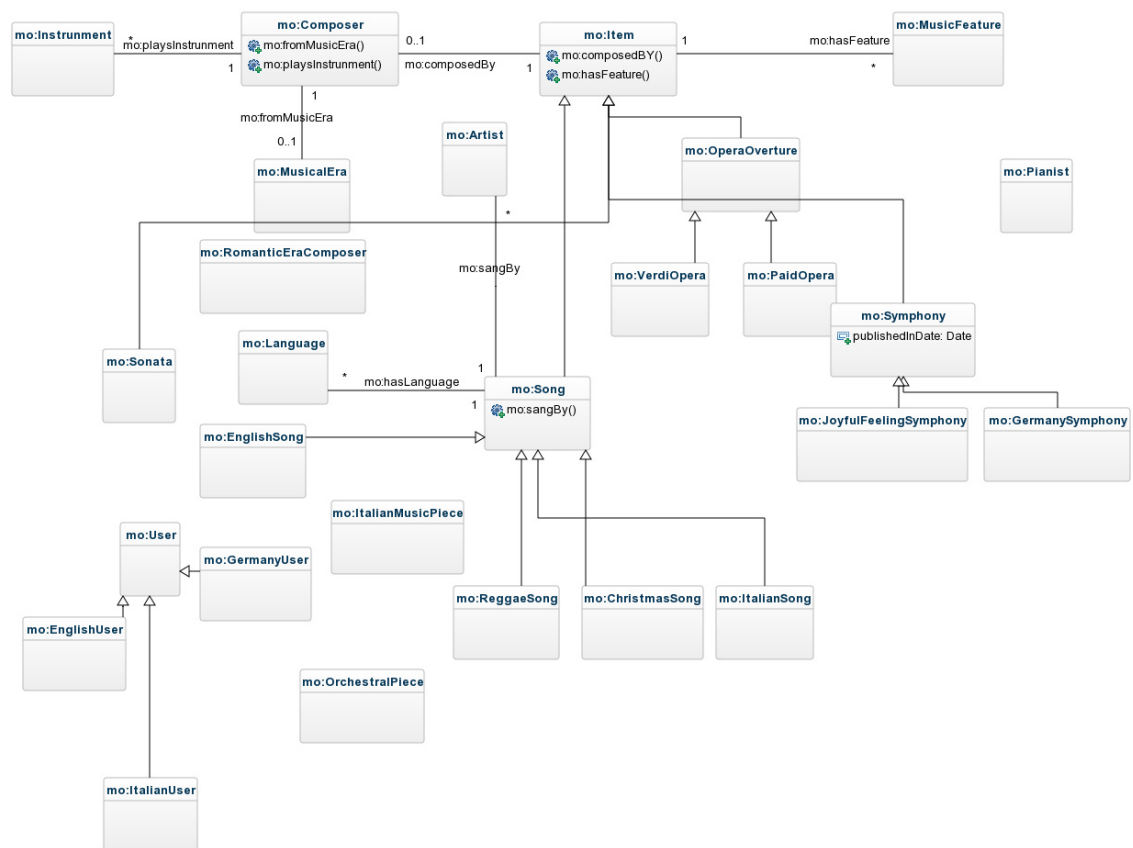 mo:Instrunment
*
mo:playsInstrunment
1
mo:Composer
mo:fromMusicEra()
mo:playsInstrunment()
0..1
mo:composedBy
1
mo:Item
mo:composedBY()
mo:hasFeature()
1
mo:hasFeature
*
mo:MusicFeature
1
mo:fromMusicEra
0..1
mo:MusicalEra
mo:Artist
*
mo:sangBy
1
mo:OperaOverture
mo:Pianist
mo:RomanticEraComposer
mo:VerdiOpera
mo:PaidOpera
mo:Symphony
publishedInDate: Date
mo:Sonata
mo:Language
*
mo:hasLanguage
1
mo:Song
mo:sangBy()
mo:JoyfulFeelingSymphony
mo:GermanySymphony
mo:EnglishSong
mo:ItalianMusicPiece
mo:User
mo:GermanyUser
mo:EnglishUser
mo:ReggaeSong
mo:ChristmasSong
mo:ItalianSong
mo:OrchestralPiece
mo:ItalianUser